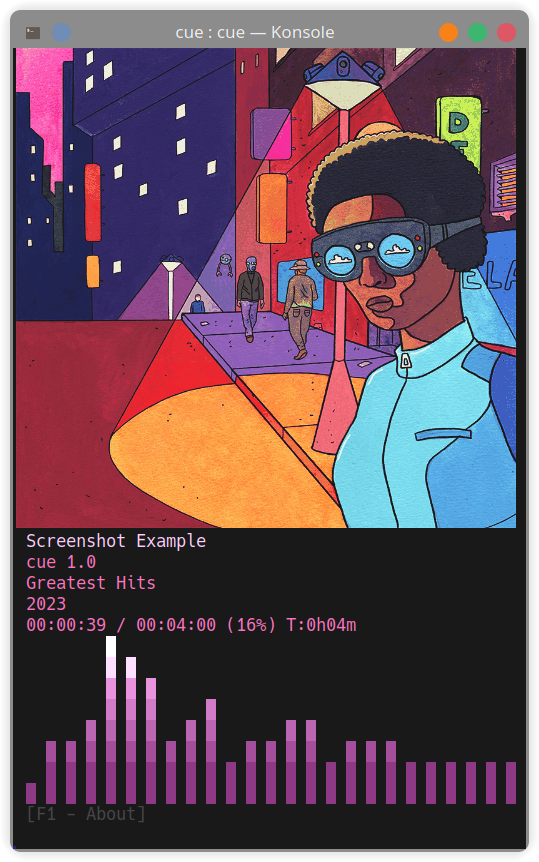 cue : cue — Konsole
D
ELA
Screenshot Example
cue 1.0
Greatest Hits
2023
00:00:39 / 00:04:00 (16%) T:0h04m
[F1 - About]